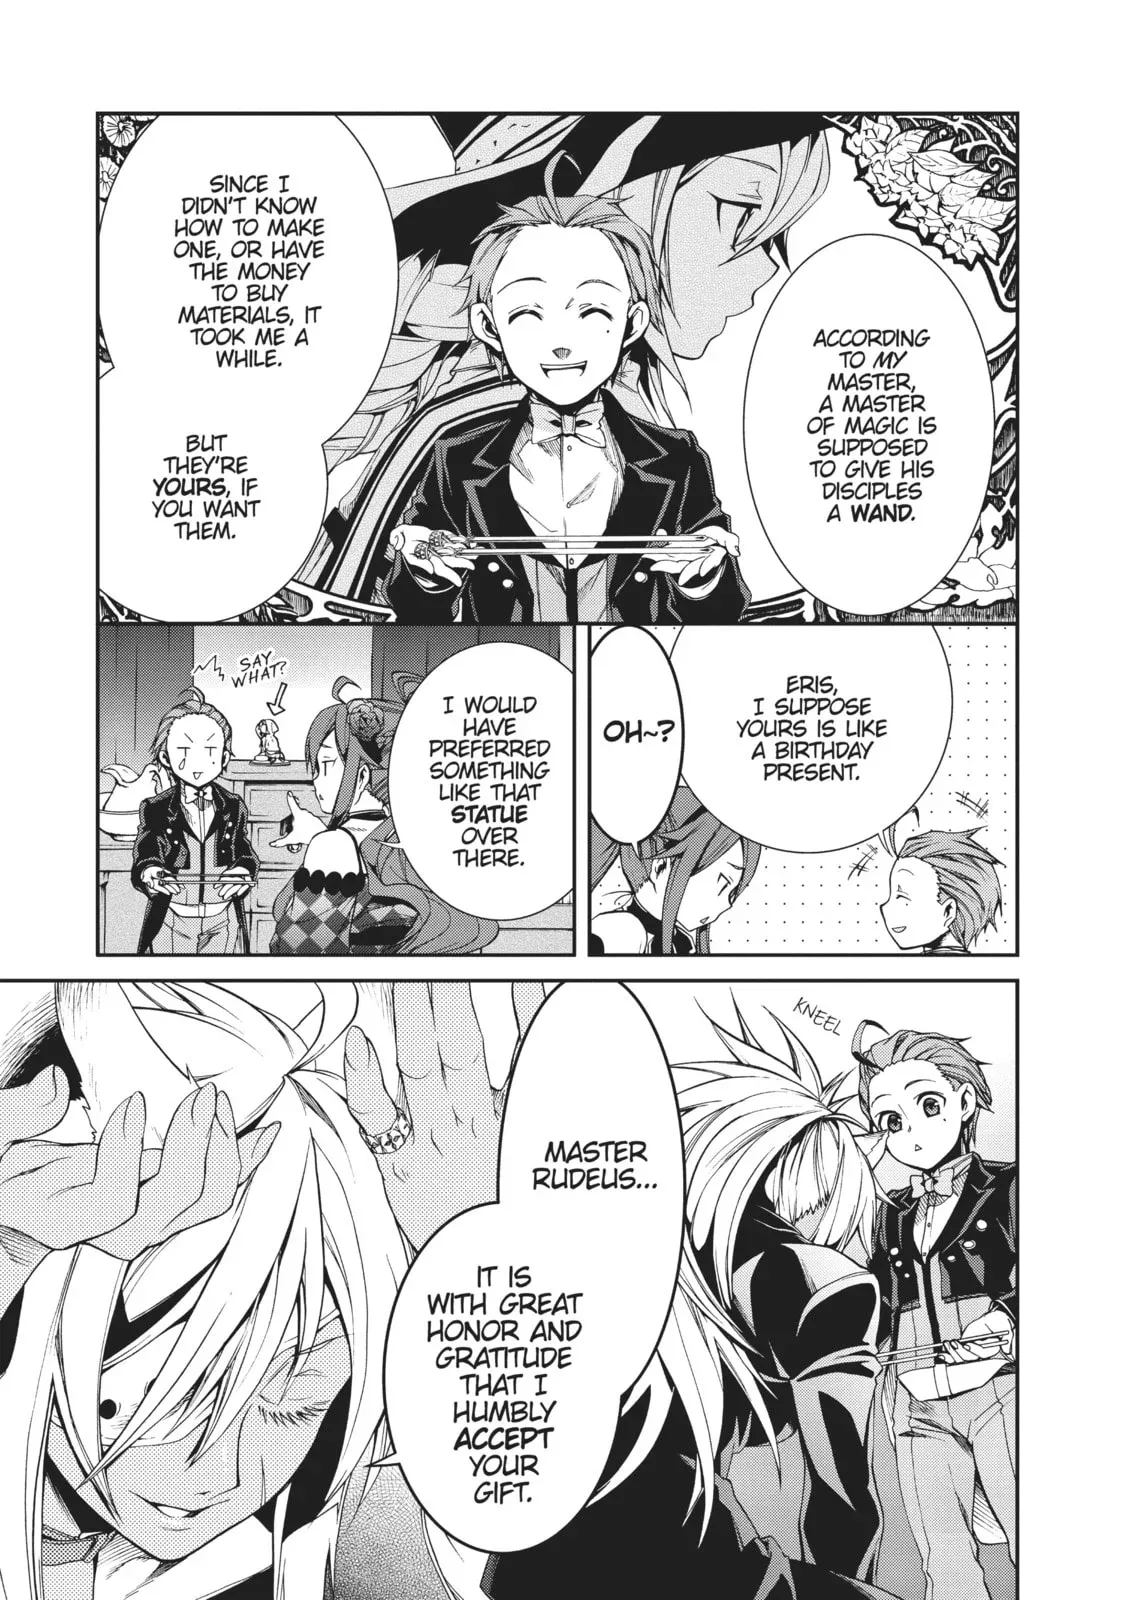 ACCORDING
TO MY
MASTER,
A MASTER
OF MAGIC IS
SUPPOSED
TO GIVE HIS
DISCIPLES
A WAND.
SINCE I
DIDN'T KNOW
HOW TO MAKE
ONE, OR HAVE
THE MONEY
TO BUY
MATERIALS, IT
TOOK ME A
WHILE.
BUT
THEY'RE
YOURS, IF
YOU WANT
THEM.
ERIS,
I SUPPOSE
YOURS IS LIKE
A BIRTHDAY
PRESENT.
OH~?
I WOULD
HAVE
PREFERRED
SOMETHING
LIKE THAT
STATUE
OVER
THERE.
SAY
WHAT?
KNEEL
MASTER
RUDEUS...
IT IS
WITH GREAT
HONOR AND
GRATITUDE
THAT I
HUMBLY
ACCEPT
YOUR
GIFT.